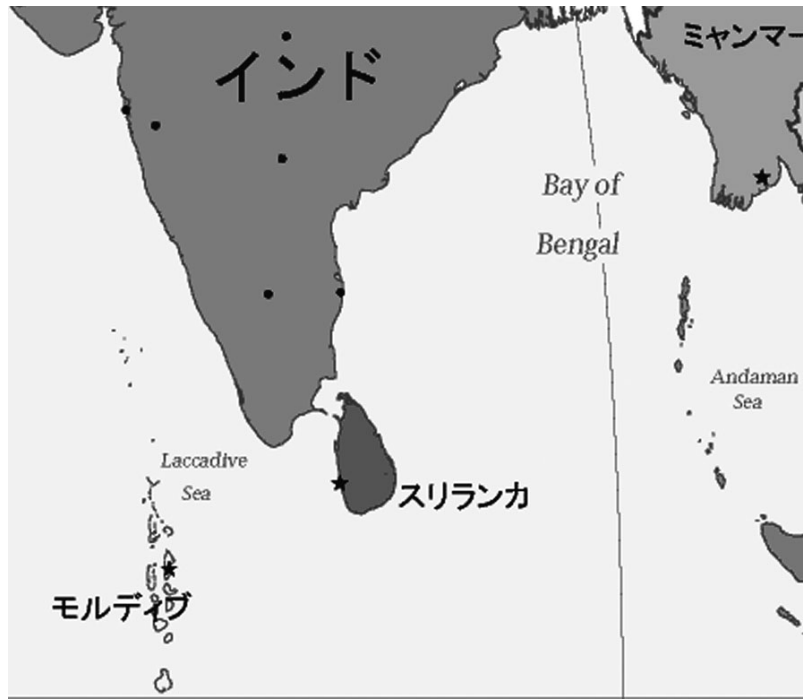 ミャンマー
インド
Bay of
Bengal
Andaman
Sea
Laccadive
Sea
スリランカ
モルディブ